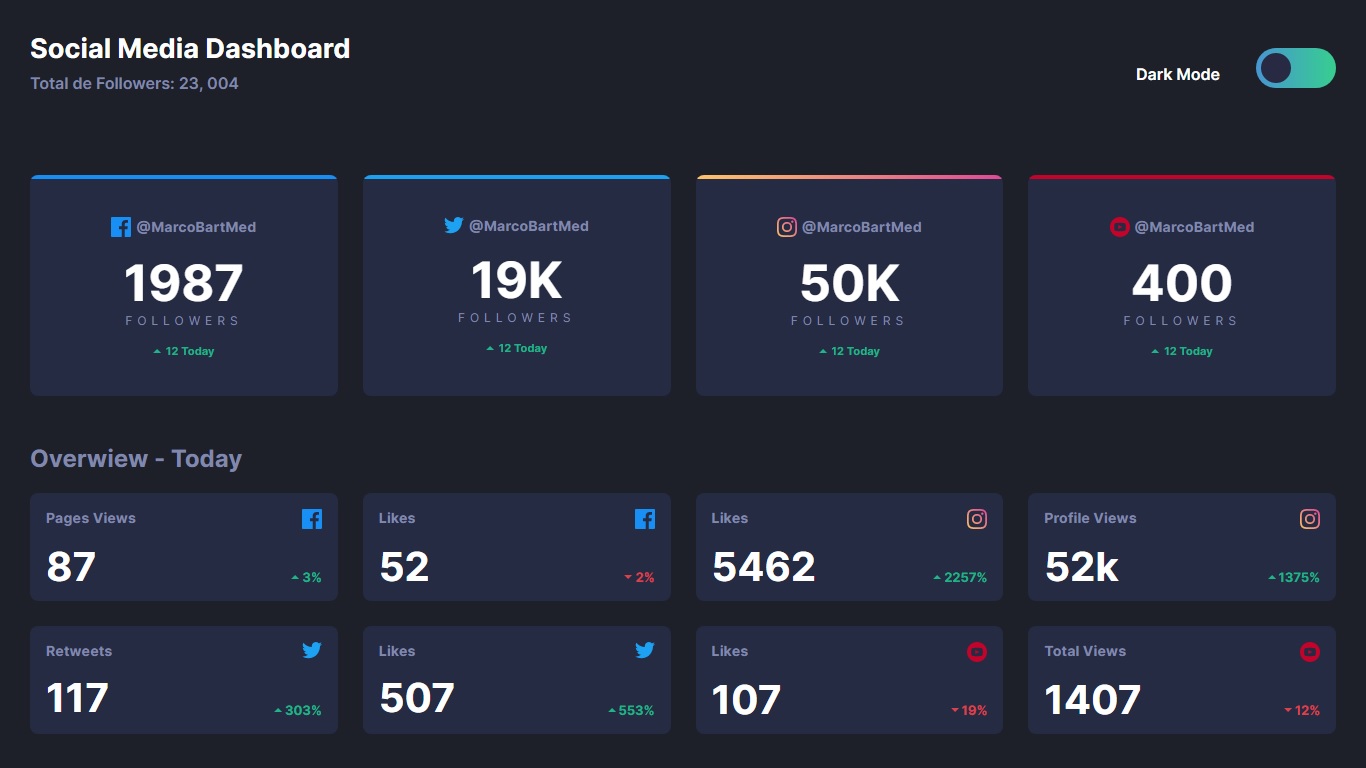 Social Media Dashboard
Total de Followers: 23, 004
Dark Mode
@MarcoBartMed
1987
FOLLOWERS
12 Today
@MarcoBartMed
19K
FOLLOWERS
12 Today
@MarcoBartMed
50K
FOLLOWERS
12 Today
@MarcoBartMed
400
FOLLOWERS
12 Today
Overwiew - Today
Pages Views
87
3%
Likes
52
2%
Likes
5462
2257%
Profile Views
52k
1375%
Retweets
117
303%
Likes
507
553%
Likes
107
19%
Total Views
1407
12%